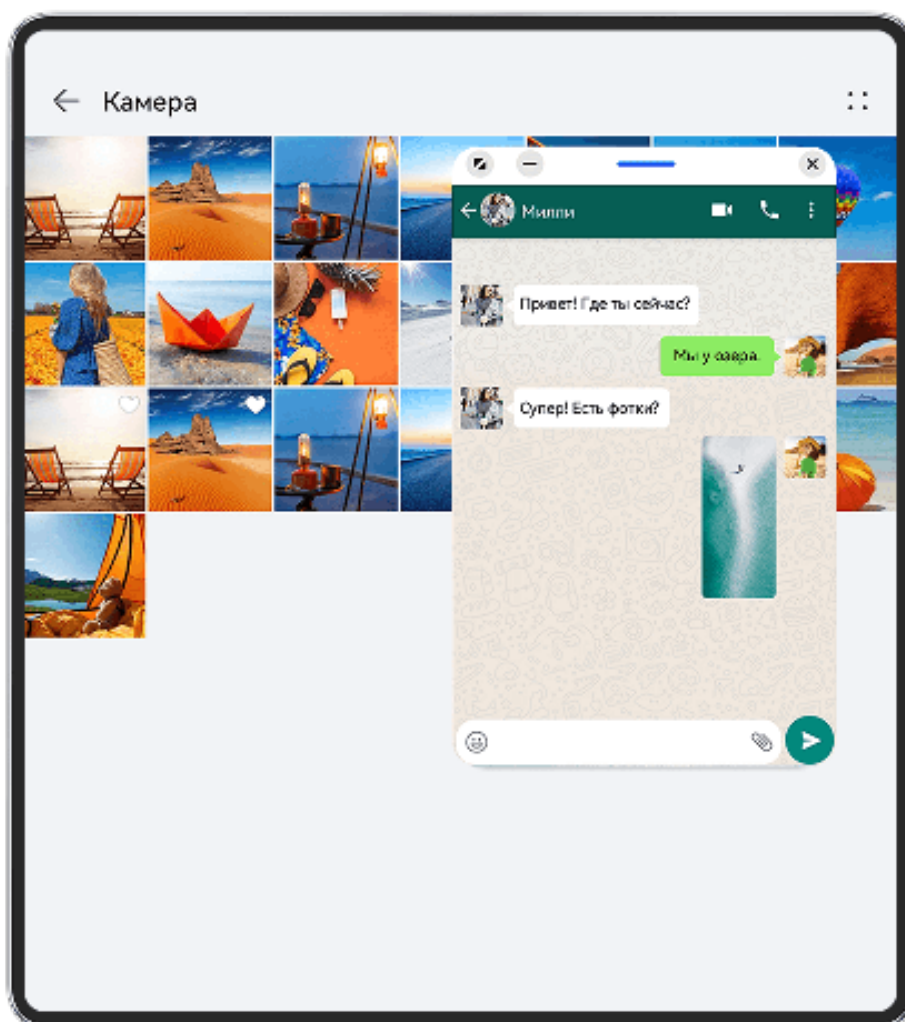 Камера
Милли
Привет! Где ты сейчас?
Мы у озера.
Супер! Есть фотки?